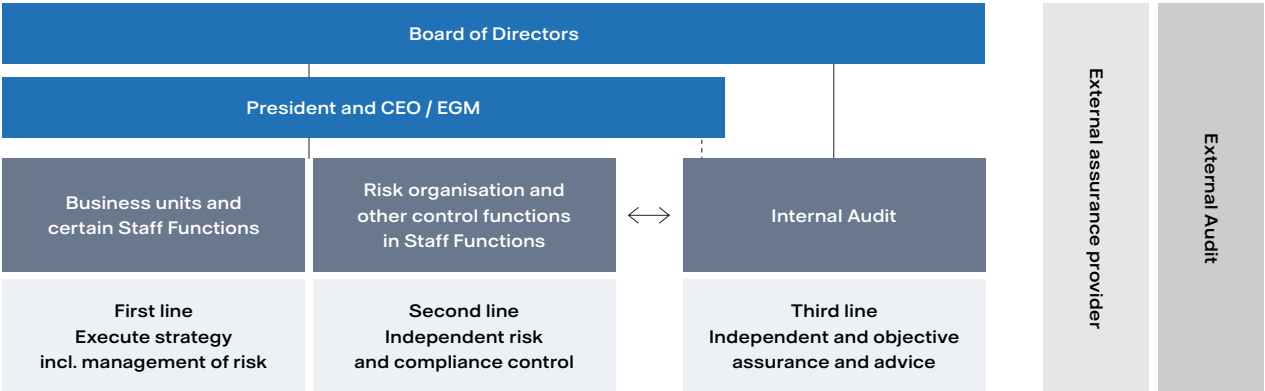 Board of Directors
President and CEO / EGM
Business units and
certain Staff Functions
Risk organisation and
other control functions
in Staff Functions
Internal Audit
First line
Execute strategy
incl. management of risk
Second line
Independent risk
and compliance control
Third line
Independent and objective
assurance and advice
External assurance provider
External Audit